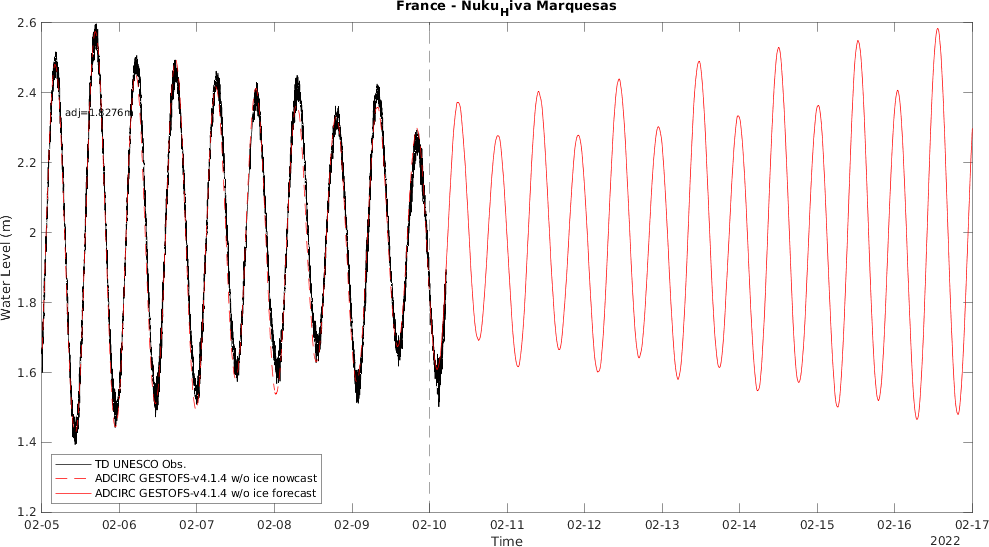 France - Nuku
H
iva Marquesas
2.6
2.4
2.2
2
1.8
1.6
1.4
1.2
Water Level (m)
adj=1.8276m
TD UNESCO Obs.
ADCIRC GESTOFS-v4.1.4 w/o ice nowcast
ADCIRC GESTOFS-v4.1.4 w/o ice forecast
02-05 02-06 02-07 02-08 02-09 02-10 02-11 02-12 02-13 02-14 02-15 02-16 02-17
Time
2022